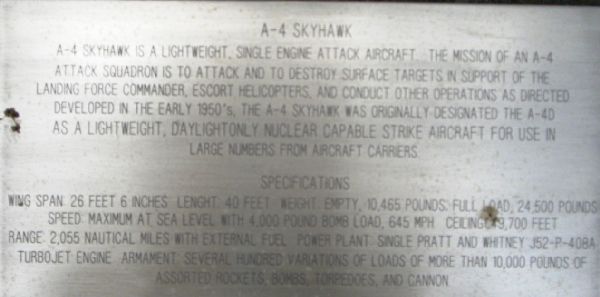 A-4 SKYHAWK
A-4 SKYHAWK IS A LIGHTWEIGHT, SINGLE ENGINE ATTACK AIRCRAFT. THE MISSION OF AN A-4
ATTACK SQUADRON IS TO ATTACK AND TO DESTROY SURFACE TARGETS IN SUPPORT OF THE
LANDING FORCE COMMANDER, ESCORT HELICOPTERS, AND CONDUCT OTHER OPERATIONS AS DIRECTED
DEVELOPED IN THE EARLY 1950's, THE A-4 SKYHAWK WAS ORIGINALLY DESIGNATED THE A-4D
AS A LIGHTWEIGHT, DAYLIGHTONLY NUCLEAR CAPABLE STRIKE AIRCRAFT FOR USE IN
LARGE NUMBERS FROM AIRCRAFT CARRIERS.
SPECIFICATIONS
WING SPAN: 26 FEET 6 INCHES LENGHT: 40 FEET WEIGHT: EMPTY, 10,465 POUNDS: FULL LOAD, 24,500 POUNDS
SPEED: MAXIMUM AT SEA LEVEL WITH 4,000 POUND BOMB LOAD, 645 MPH CEILING: 49,700 FEET
RANGE: 2,055 NAUTICAL MILES WITH EXTERNAL FUEL POWER PLANT: SINGLE PRATT AND WHITNEY J52-P-408A
TURBOJET ENGINE ARMAMENT: SEVERAL HUNDRED VARIATIONS OF LOADS OF MORE THAN 10,000 POUNDS OF
ASSORTED ROCKETS, BOMBS, TORPEDOES, AND CANNON